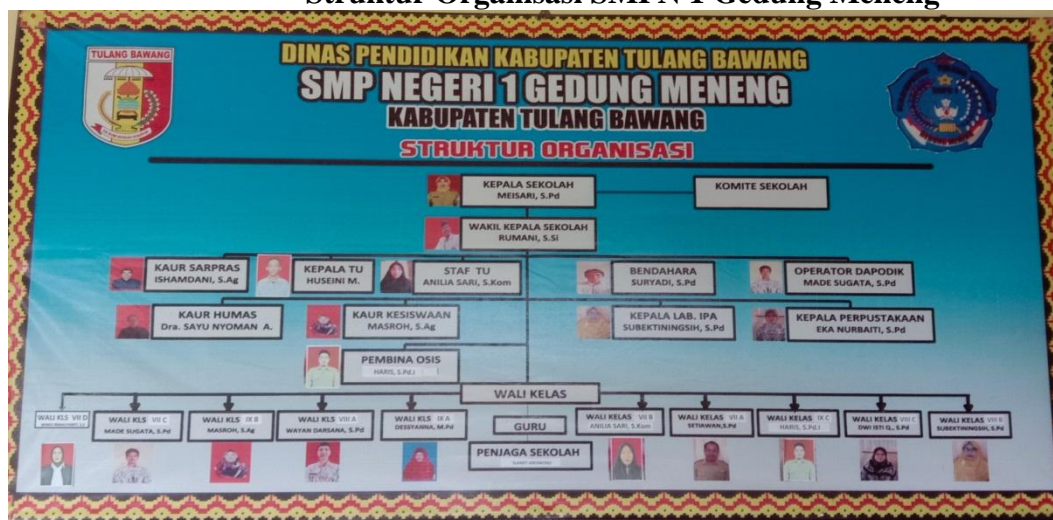 Struktur Organisasi SMPN 1 Gedung Meneng
TULANG BAWANG
DINAS PENDIDIKAN KABUPATEN TULANG BAWANG
SMP NEGERI 1 GEDUNG MENENG
KABUPATEN TULANG BAWANG
STRUKTUR ORGANISASI
KEPALA SEKOLAH
MEISARI, S.Pd
KOMITE SEKOLAH
WAKIL KEPALA SEKOLAH
RUMANI, S.Si
KAUR SARPRAS
ISHAMDANI, S.Ag
KEPALA TU
HUSEINI M.
STAF TU
ANILIA SARI, S.Kom
BENDAHARA
SURYADI, S.Pd
OPERATOR DAPODIK
MADE SUGATA, S.Pd
KAUR HUMAS
Dra. SAYU NYOMAN A.
KAUR KESISWAAN
MASROH, S.Ag
KEPALA LAB. IPA
SUBEKTININGSIH, S.Pd
KEPALA PERPUSTAKAAN
EKA NURBAITI, S.Pd
PEMBINA OSIS
HARIS, S.Pd.I
WALI KELAS
WALI KLS VII D
WALI KLS VII C
MADE SUGATA, S.Pd
WALI KLS IX B
MASROH, S.Ag
WALI KLS VIII A
WAYAN DARSANA, S.Pd
WALI KLS IX A
DEESYANNA, M.Pd
GURU
WALI KELAS VII B
ANILIA SARI, S.Kom
WALI KELAS VII A
SETIAWAN,S.Pd
WALI KELAS IX C
HARIS, S.Pd.I
WALI KELAS VIII C
DWI ISTI Q., S.Pd
WALI KELAS VIII B
SUBEKTININGSIH, S.Pd
PENJAGA SEKOLAH